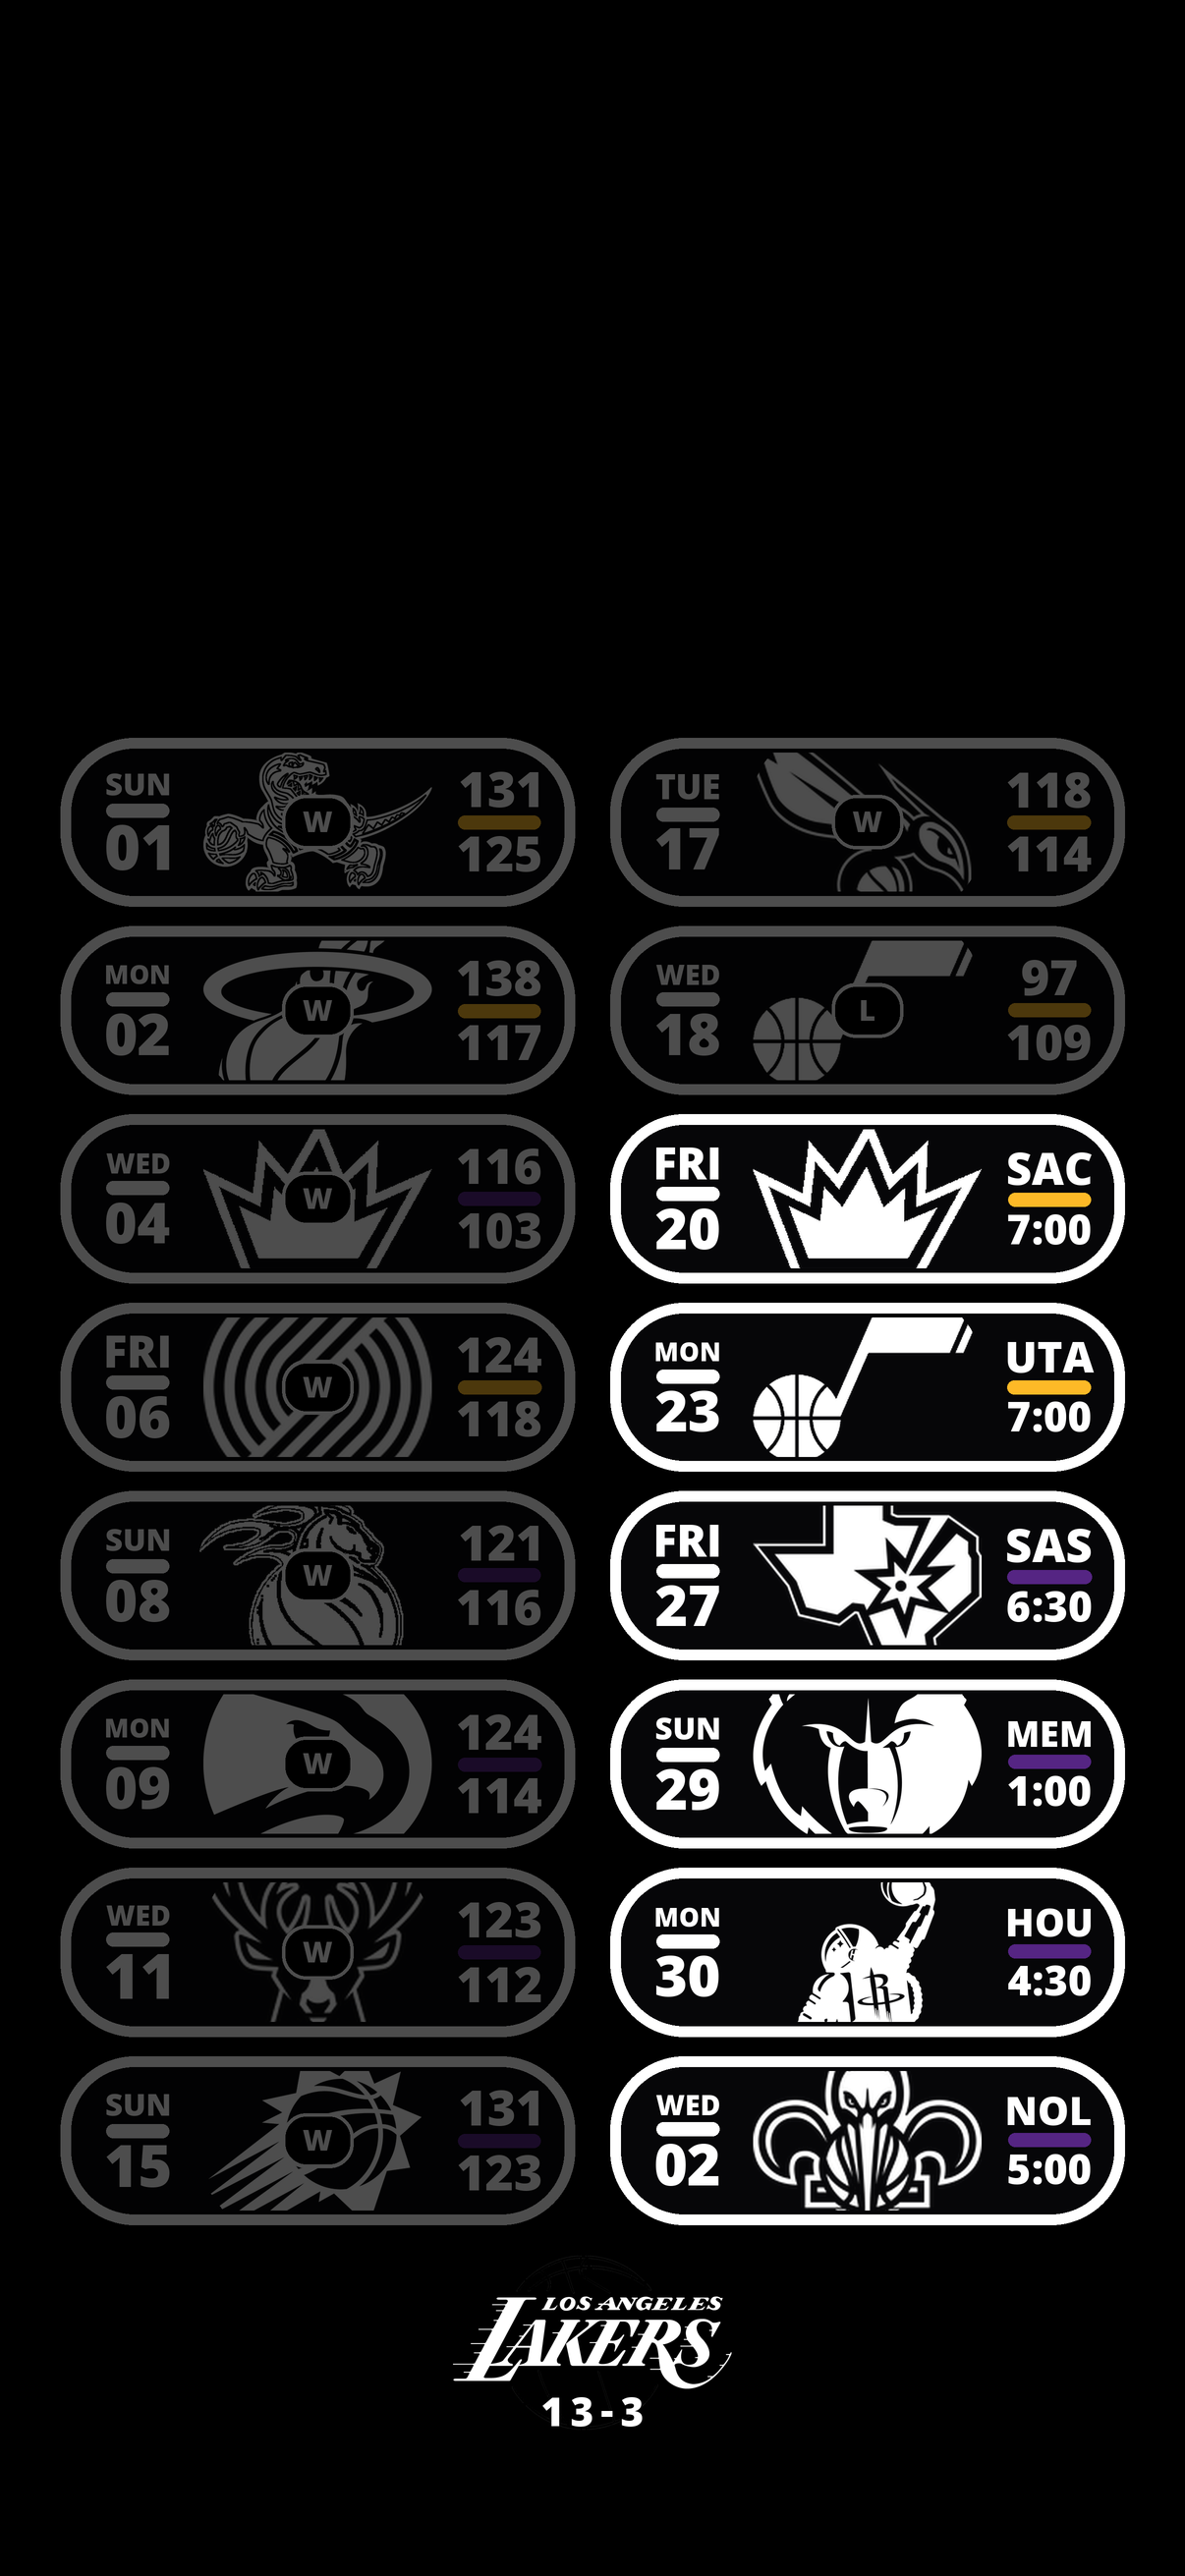 SUN
01
W
131
125
MON
02
W
138
117
WED
04
W
116
103
FRI
06
W
124
118
SUN
08
W
121
116
MON
09
W
124
114
WED
11
W
123
112
SUN
15
W
131
123
TUE
17
W
118
114
WED
18
L
97
109
FRI
20
SAC
7:00
MON
23
UTA
7:00
FRI
27
SAS
6:30
SUN
29
MEM
1:00
MON
30
R
HOU
4:30
WED
02
NOL
5:00
LOS ANGELES
LAKERS
13-3